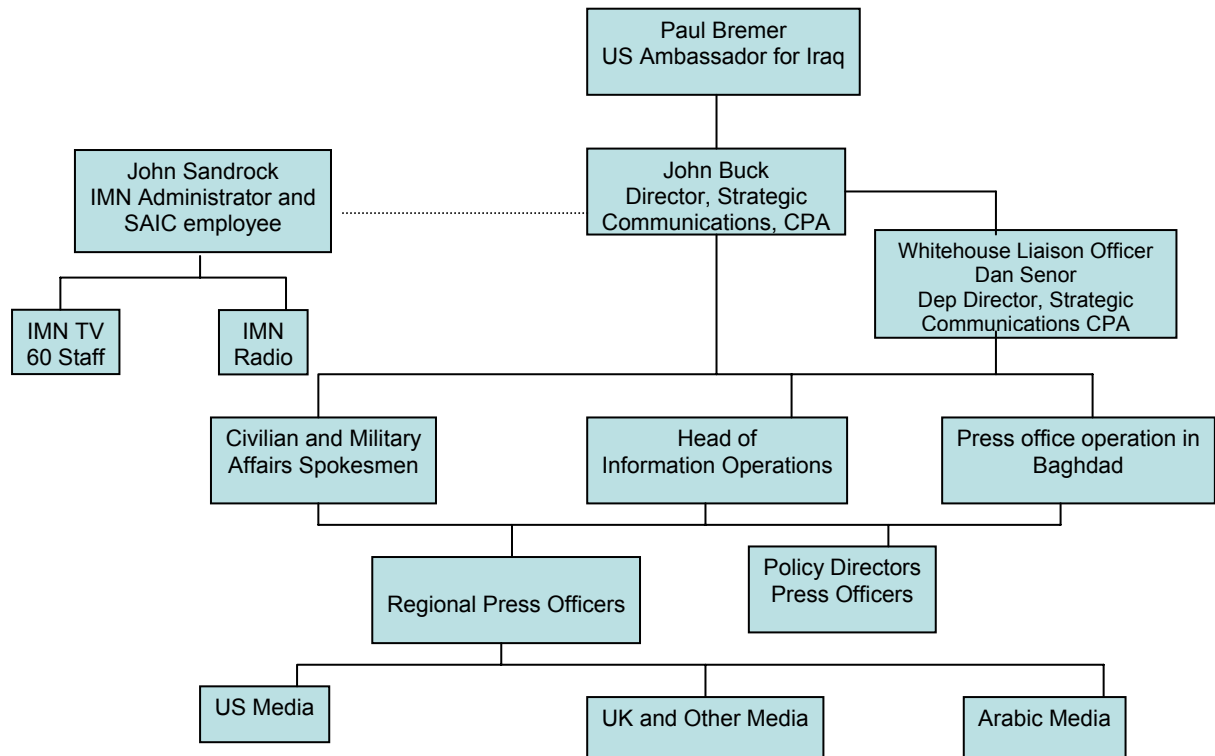 Paul Bremer
US Ambassador for Iraq
John Sandrock
IMN Administrator and
SAIC employee
John Buck
Director, Strategic
Communications, CPA
Whitehouse Liaison Officer
Dan Senor
Dep Director, Strategic
Communications CPA
IMN TV
60 Staff
IMN
Radio
Civilian and Military
Affairs Spokesmen
Head of
Information Operations
Press office operation in
Baghdad
Regional Press Officers
Policy Directors
Press Officers
US Media
UK and Other Media
Arabic Media